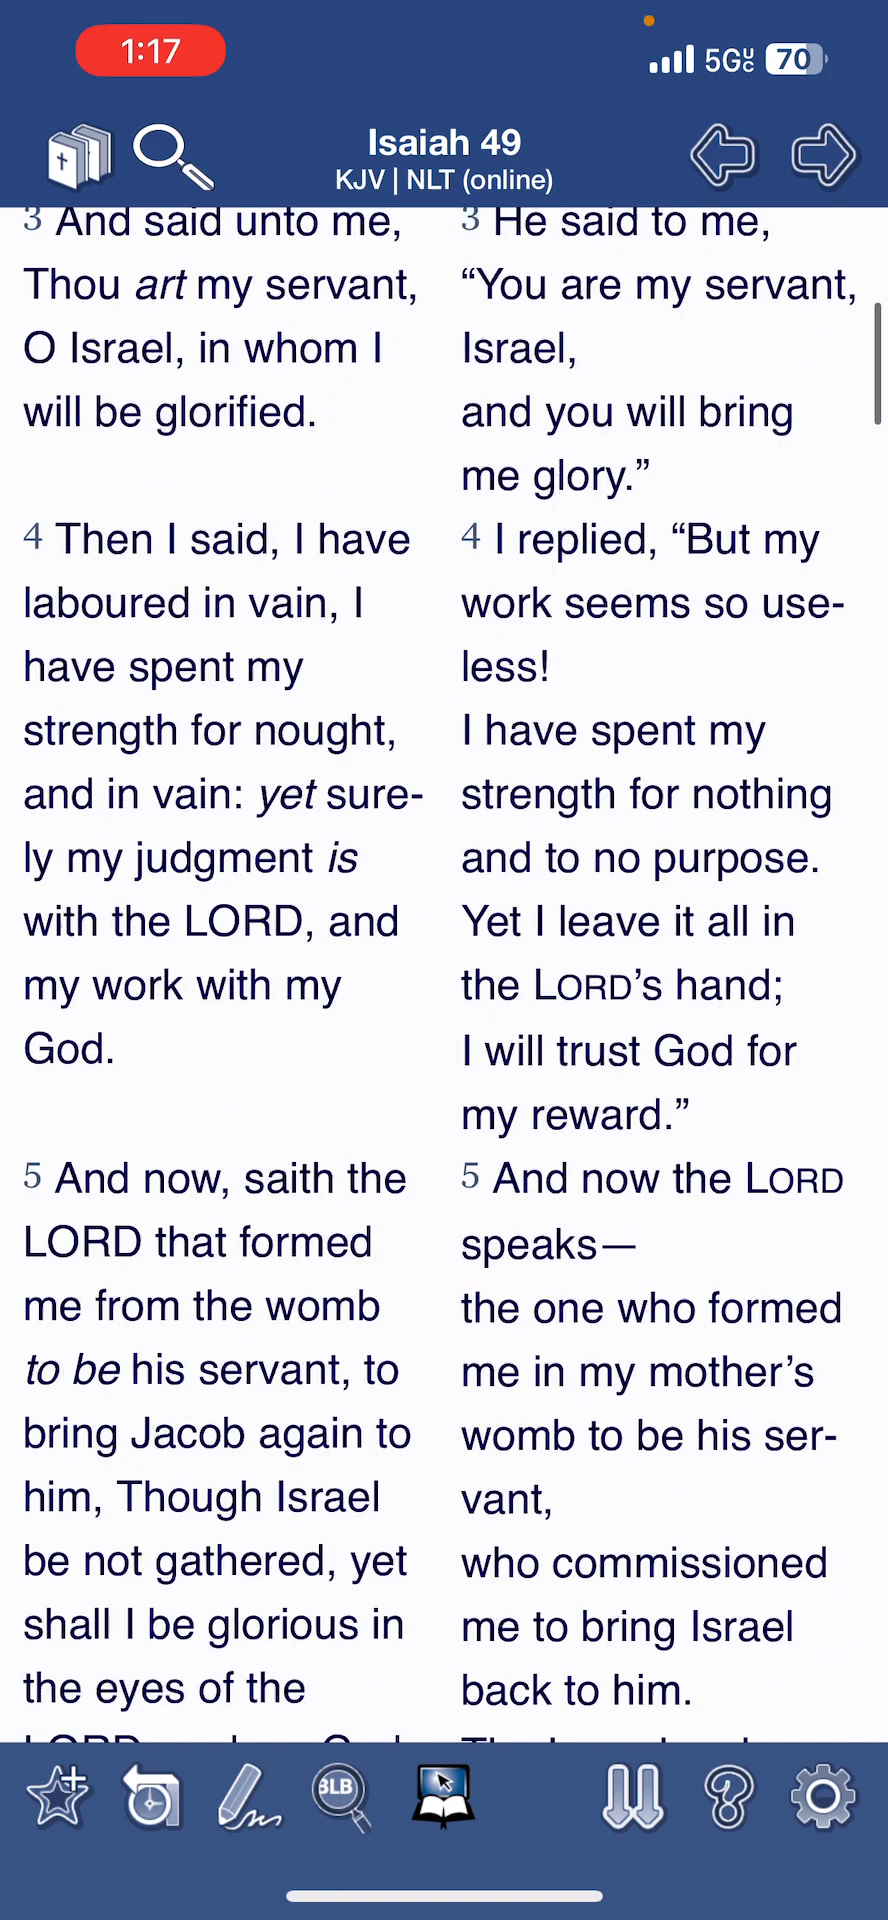 1:17
5G UC 70
Isaiah 49
KJV | NLT (online)
3 And said unto me,
Thou art my servant,
O Israel, in whom I
will be glorified.
4 Then I said, I have
laboured in vain, I
have spent my
strength for nought,
and in vain: yet sure-
ly my judgment is
with the LORD, and
my work with my
God.
5 And now, saith the
LORD that formed
me from the womb
to be his servant, to
bring Jacob again to
him, Though Israel
be not gathered, yet
shall I be glorious in
the eyes of the
3 He said to me,
“You are my servant,
Israel,
and you will bring
me glory.”
4 I replied, “But my
work seems so use-
less!
I have spent my
strength for nothing
and to no purpose.
Yet I leave it all in
the LORD’s hand;
I will trust God for
my reward.”
5 And now the LORD
speaks—
the one who formed
me in my mother’s
womb to be his ser-
vant,
who commissioned
me to bring Israel
back to him.
BLB